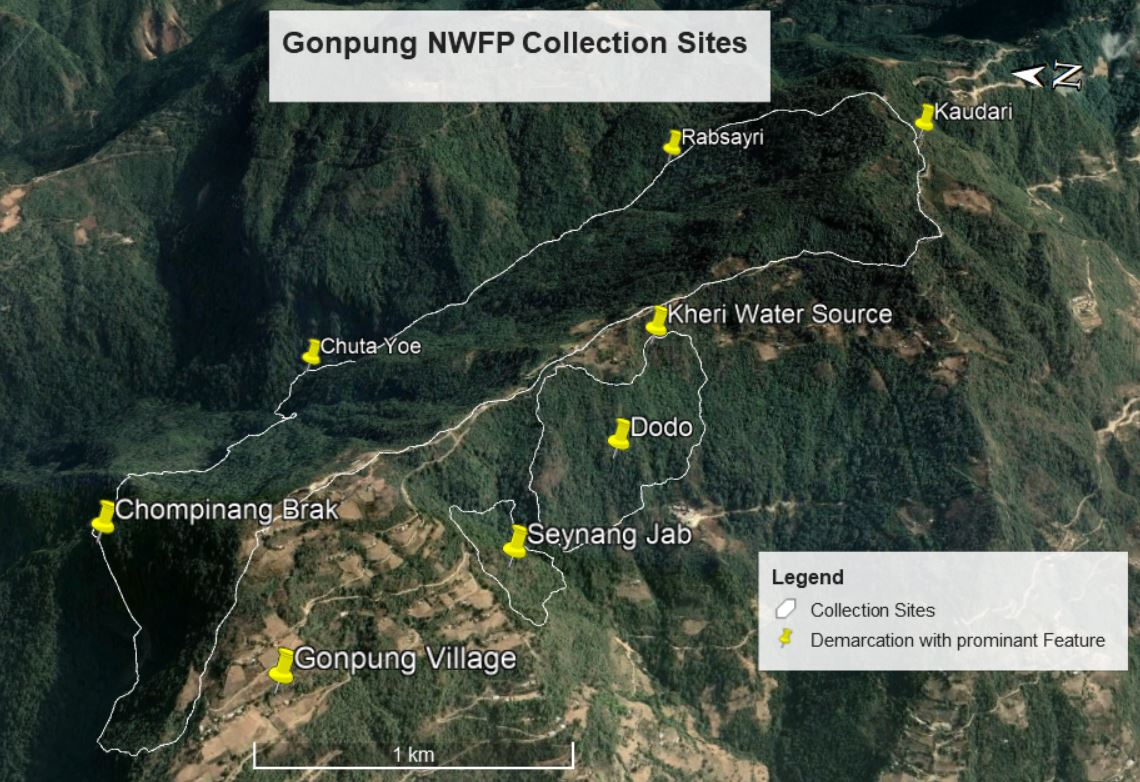 Gonpung NWFP Collection Sites
N
Kaudari
Rabsayri
Kheri Water Source
Chuta Yoe
Dodo
Chompinang Brak
Seynang Jab
Gonpung Village
Legend
Collection Sites
Demarcation with prominant Feature
1 km